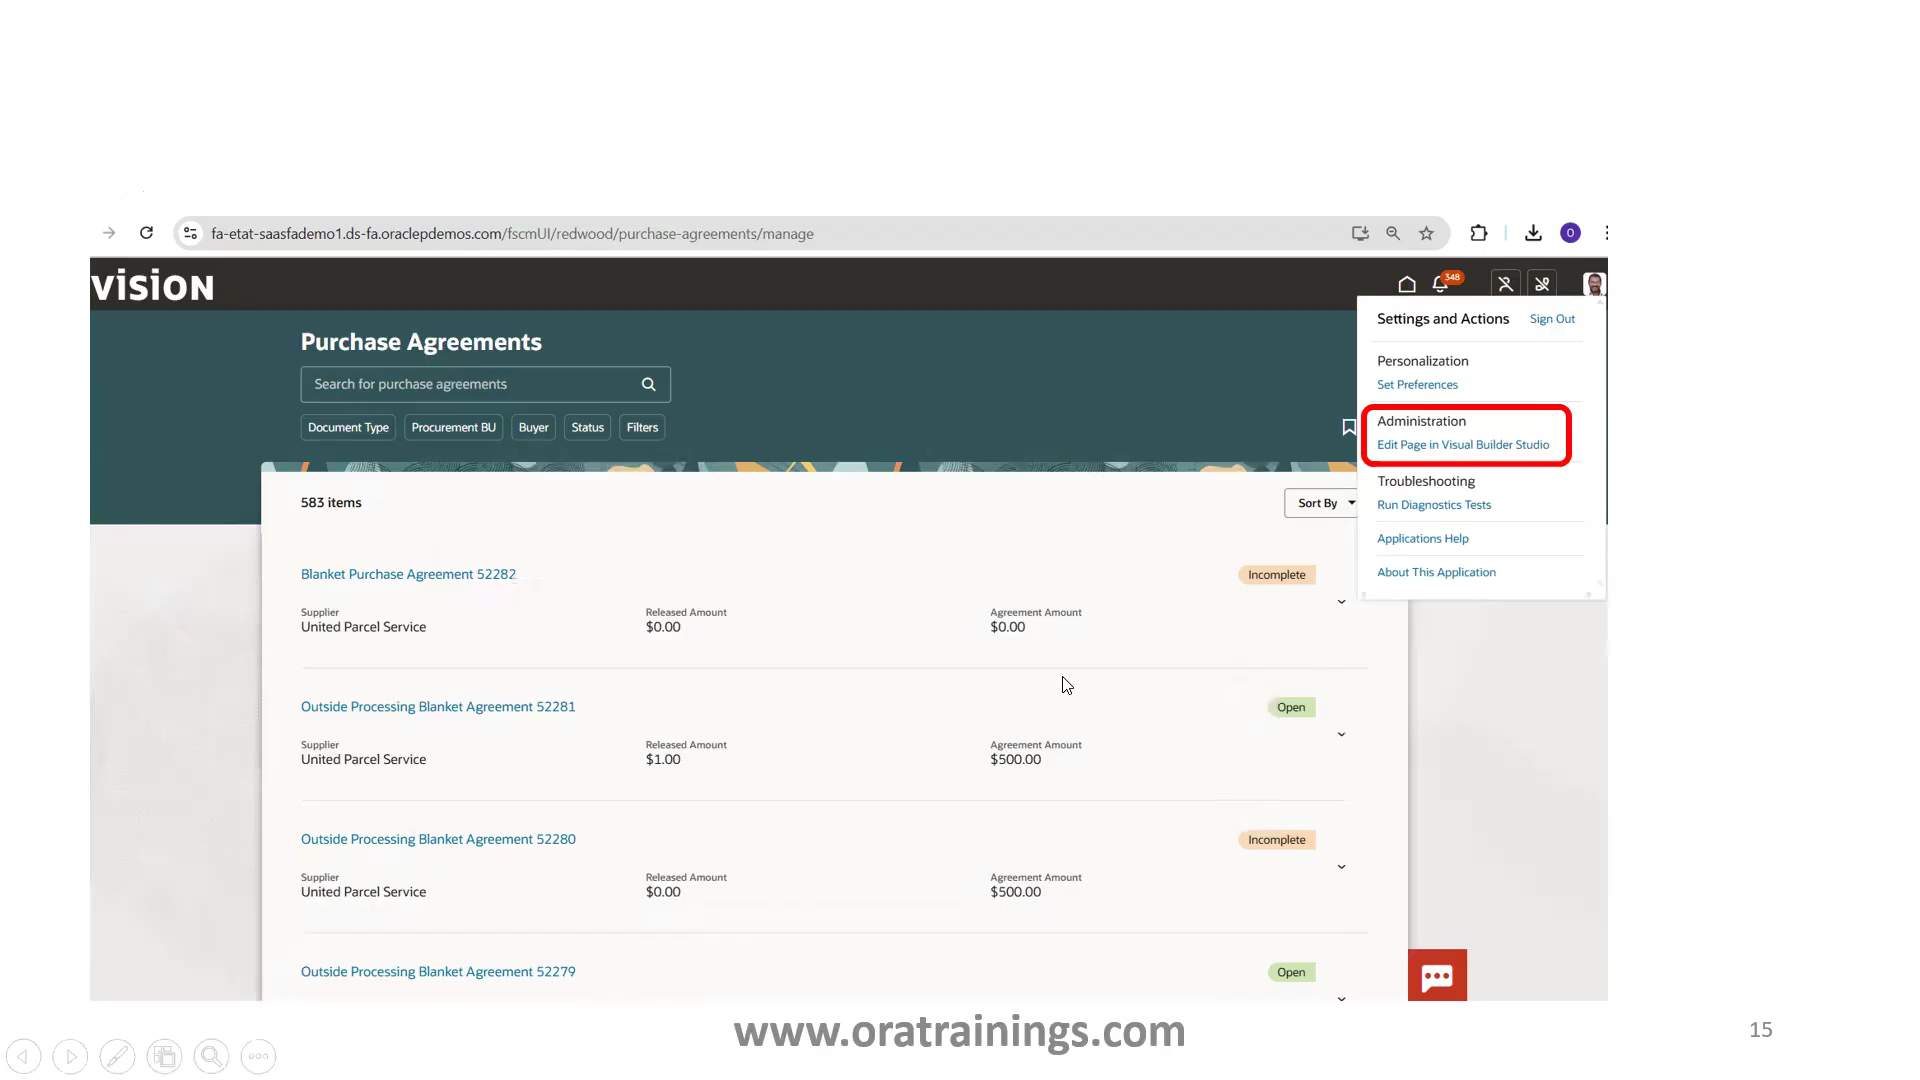 fa-etat-saasfademo1.ds-fa.oraclepdemos.com/fscmUI/redwood/purchase-agreements/manage
O
vision
348
Settings and Actions Sign Out
Personalization
Set Preferences
Administration
Edit Page in Visual Builder Studio
Troubleshooting
Run Diagnostics Tests
Applications Help
About This Application
Purchase Agreements
Search for purchase agreements
Document Type Procurement BU Buyer Status Filters
583 items Sort By
Blanket Purchase Agreement 52282 Incomplete
Supplier Released Amount Agreement Amount
United Parcel Service $0.00 $0.00
Outside Processing Blanket Agreement 52281 Open
Supplier Released Amount Agreement Amount
United Parcel Service $1.00 $500.00
Outside Processing Blanket Agreement 52280 Incomplete
Supplier Released Amount Agreement Amount
United Parcel Service $0.00 $500.00
Outside Processing Blanket Agreement 52279 Open
www.oratrainings.com
15